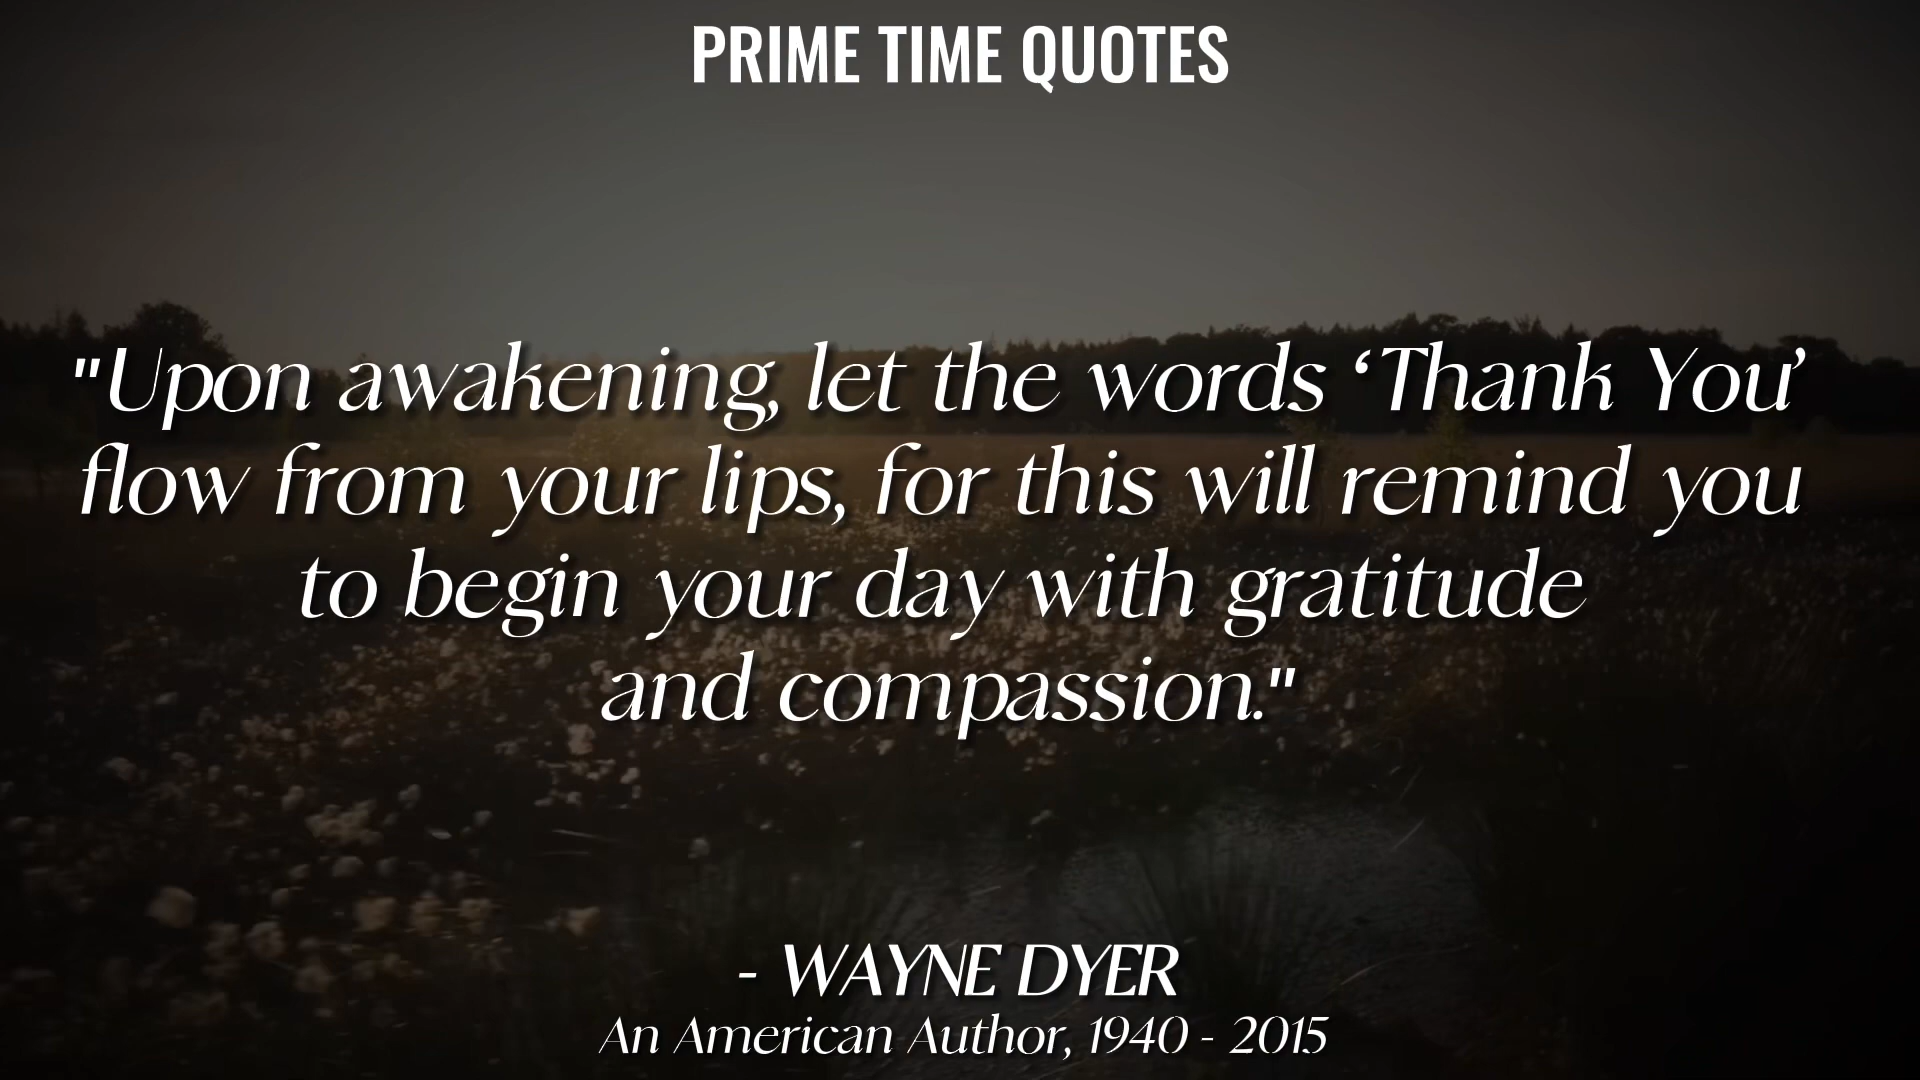 PRIME TIME QUOTES
"Upon awakening, let the words ‘Thank You’
flow from your lips, for this will remind you
to begin your day with gratitude
and compassion."
- WAYNE DYER
An American Author, 1940 - 2015